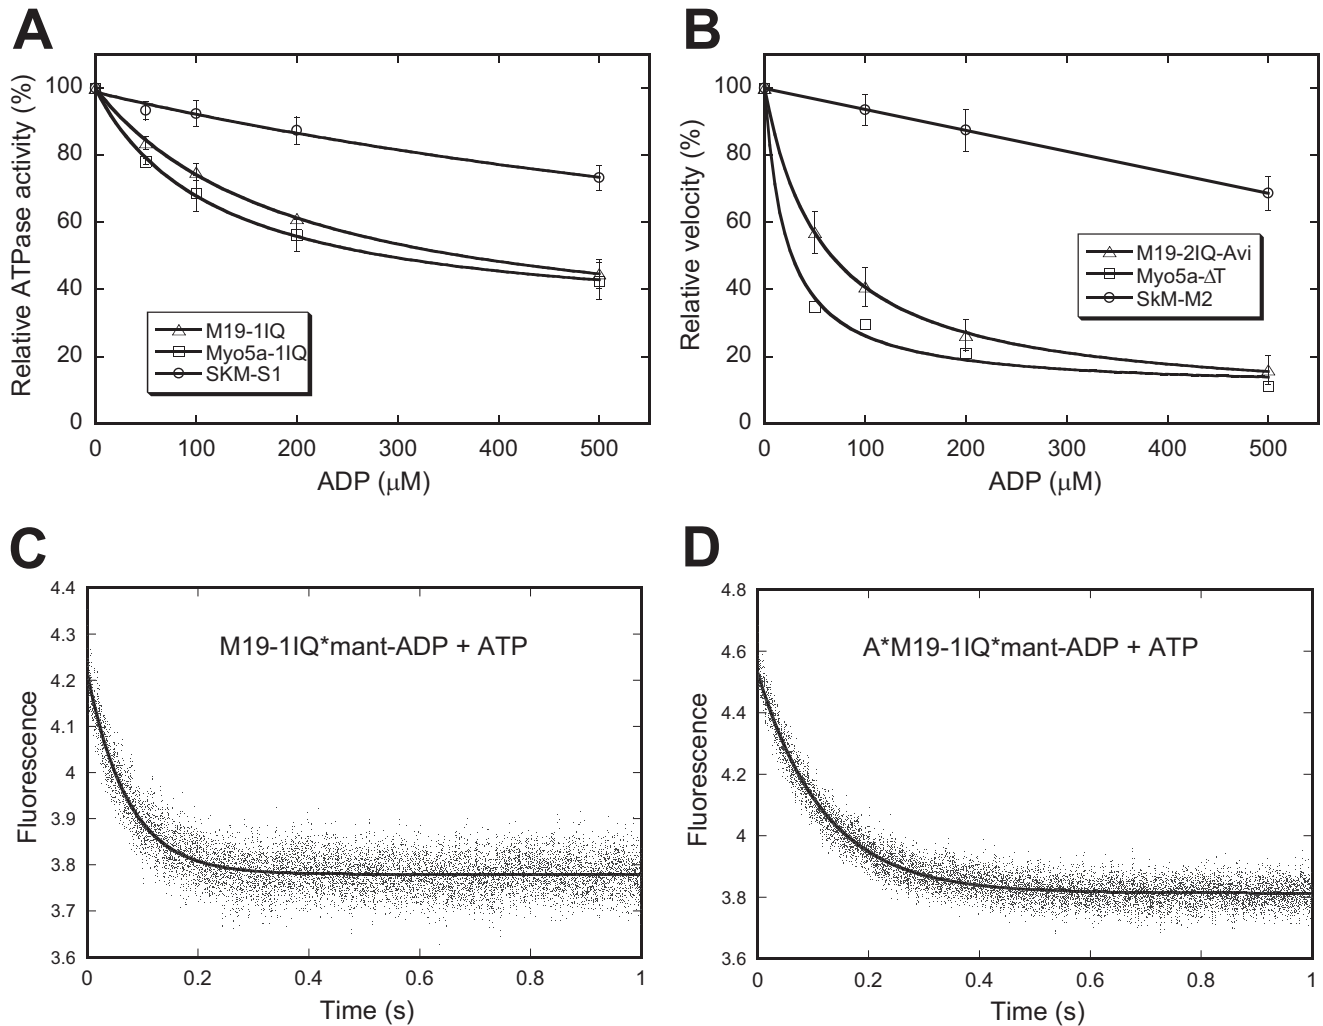 A
Relative ATPase activity (%)
100
80
60
40
20
0
M19-1IQ
Myo5a-1IQ
SKM-S1
0 100 200 300 400 500
ADP (μM)
B
Relative velocity (%)
100
80
60
40
20
0
M19-2IQ-Avi
Myo5a-ΔT
SkM-M2
0 100 200 300 400 500
ADP (μM)
C
Fluorescence
4.4
4.3
4.2
4.1
4
3.9
3.8
3.7
3.6
M19-1IQ*mant-ADP + ATP
0 0.2 0.4 0.6 0.8 1
Time (s)
D
Fluorescence
4.8
4.6
4.4
4.2
4
3.8
3.6
A*M19-1IQ*mant-ADP + ATP
0 0.2 0.4 0.6 0.8 1
Time (s)